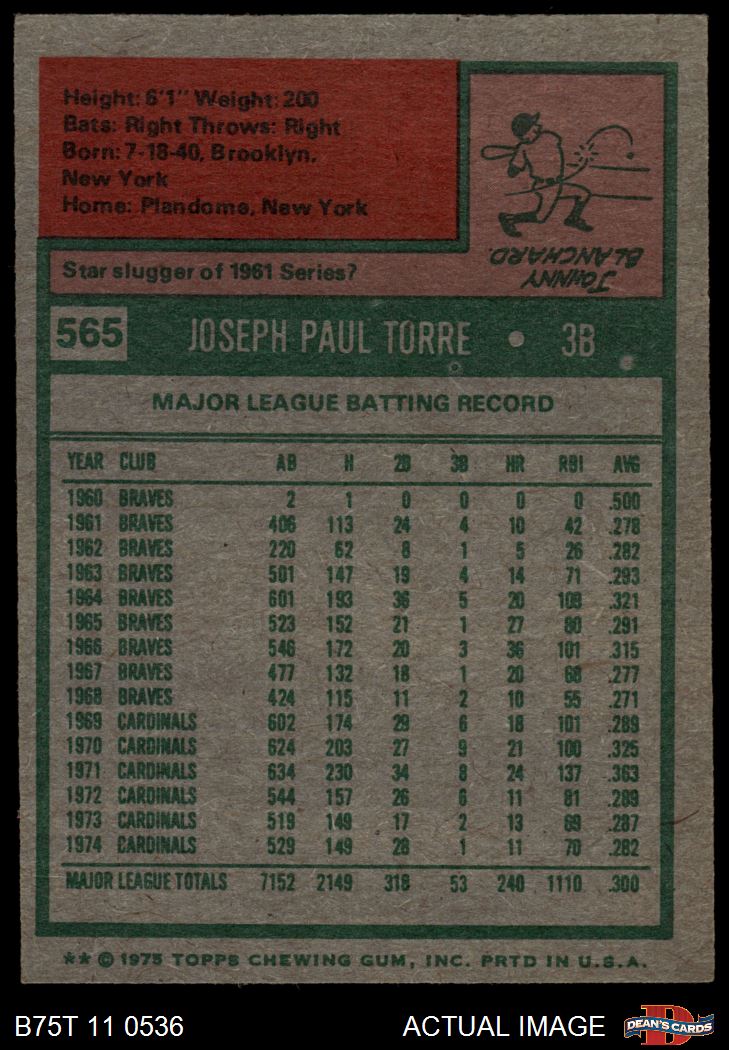 Height: 6'1" Weight: 200
Bats: Right Throws: Right
Born: 7-18-40, Brooklyn,
New York
Home: Plandome, New York
JOHNNY
BLANCHARD.
Star slugger of 1961 Series?
565 JOSEPH PAUL TORRE • 3B
MAJOR LEAGUE BATTING RECORD
YEAR CLUB AB H 2B 3B HR RBI AVG
1960 BRAVES 2 1 0 0 0 0 .500
1961 BRAVES 406 113 24 4 10 42 .278
1962 BRAVES 220 62 8 1 5 26 .282
1963 BRAVES 501 147 19 4 14 71 .293
1964 BRAVES 601 193 36 5 20 109 .321
1965 BRAVES 523 152 21 1 27 80 .291
1966 BRAVES 546 172 20 3 36 101 .315
1967 BRAVES 477 132 18 1 20 68 .277
1968 BRAVES 424 115 11 2 10 55 .271
1969 CARDINALS 602 174 29 6 18 101 .289
1970 CARDINALS 624 203 27 9 21 100 .325
1971 CARDINALS 634 230 34 8 24 137 .363
1972 CARDINALS 544 157 26 6 11 81 .289
1973 CARDINALS 519 149 17 2 13 69 .287
1974 CARDINALS 529 149 28 1 11 70 .282
MAJOR LEAGUE TOTALS 7152 2149 318 53 240 1110 .300
** © 1975 TOPPS CHEWING GUM, INC. PRTD IN U.S.A.
B75T 11 0536 ACTUAL IMAGE DEAN'S CARDS